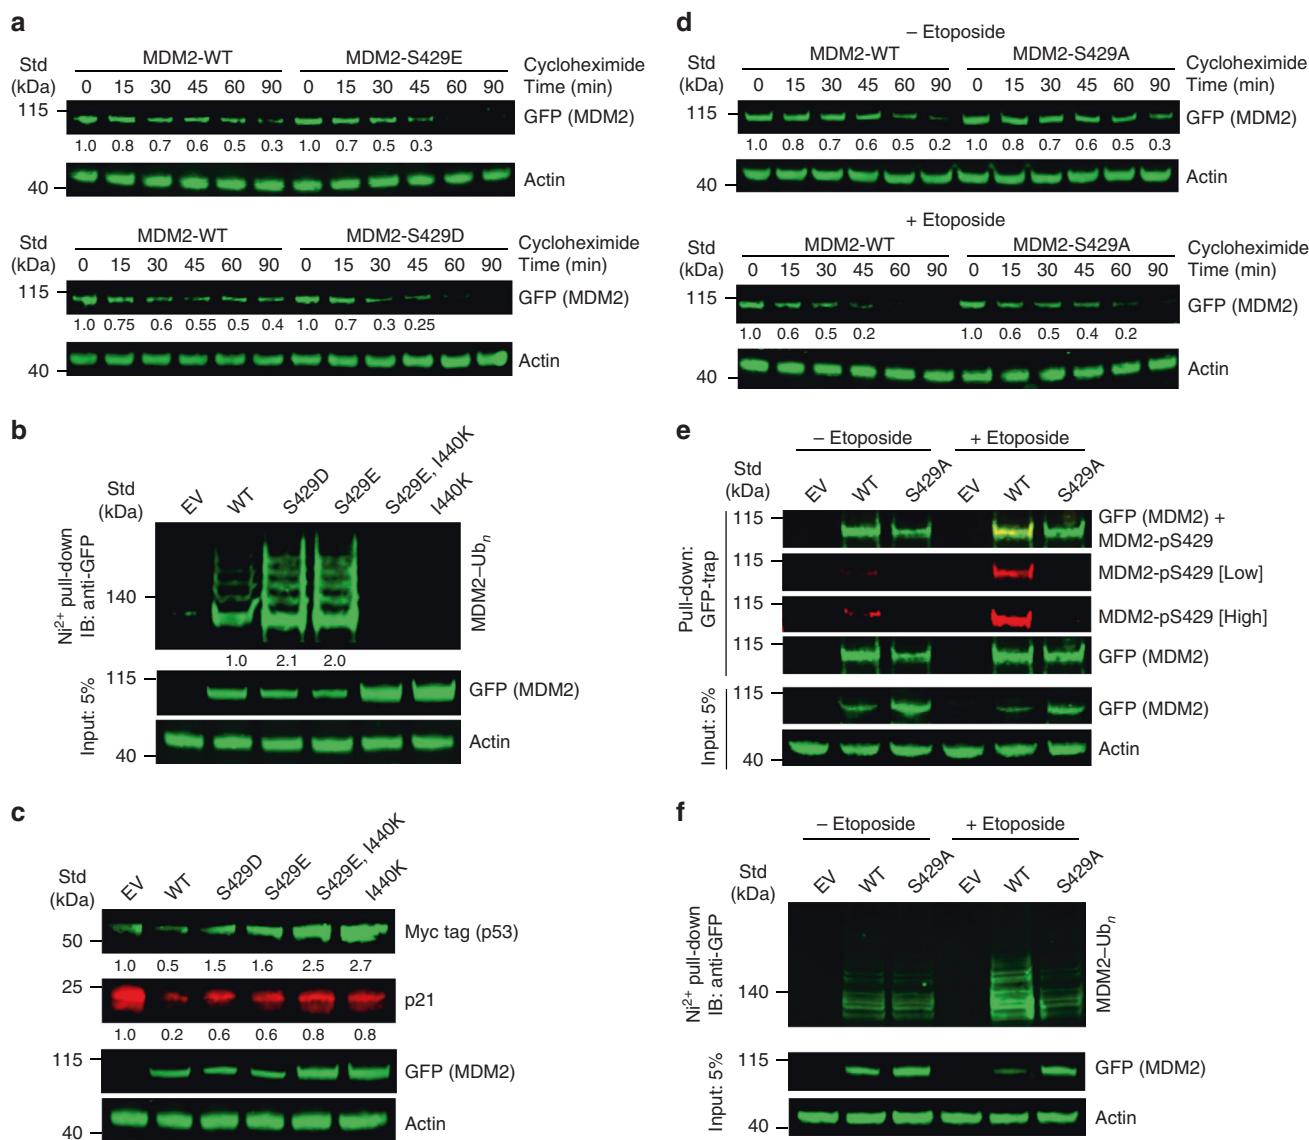 a
MDM2-WT MDM2-S429E
Std (kDa)
0 15 30 45 60 90 0 15 30 45 60 90
Cycloheximide Time (min)
115
GFP (MDM2)
1.0 0.8 0.7 0.6 0.5 0.3 1.0 0.7 0.5 0.3
40
Actin
MDM2-WT MDM2-S429D
Std (kDa)
0 15 30 45 60 90 0 15 30 45 60 90
Cycloheximide Time (min)
115
GFP (MDM2)
1.0 0.75 0.6 0.55 0.5 0.4 1.0 0.7 0.3 0.25
40
Actin
b
Std (kDa)
EV WT S429D S429E S429E, I440K I440K
Ni2+ pull-down IB: anti-GFP
140
MDM2–Ubn
1.0 2.1 2.0
Input: 5%
115
GFP (MDM2)
40
Actin
c
Std (kDa)
EV WT S429D S429E S429E, I440K I440K
50
Myc tag (p53)
1.0 0.5 1.5 1.6 2.5 2.7
25
p21
1.0 0.2 0.6 0.6 0.8 0.8
115
GFP (MDM2)
40
Actin
d
– Etoposide
MDM2-WT MDM2-S429A
Std (kDa)
0 15 30 45 60 90 0 15 30 45 60 90
Cycloheximide Time (min)
115
GFP (MDM2)
1.0 0.8 0.7 0.6 0.5 0.2 1.0 0.8 0.7 0.6 0.5 0.3
40
Actin
+ Etoposide
MDM2-WT MDM2-S429A
Std (kDa)
0 15 30 45 60 90 0 15 30 45 60 90
Cycloheximide Time (min)
115
GFP (MDM2)
1.0 0.6 0.5 0.2 1.0 0.6 0.5 0.4 0.2
40
Actin
e
– Etoposide + Etoposide
Std (kDa)
EV WT S429A EV WT S429A
Pull-down: GFP-trap
115
GFP (MDM2) + MDM2-pS429
115
MDM2-pS429 [Low]
115
MDM2-pS429 [High]
115
GFP (MDM2)
Input: 5%
115
GFP (MDM2)
40
Actin
f
– Etoposide + Etoposide
Std (kDa)
EV WT S429A EV WT S429A
Ni2+ pull-down IB: anti-GFP
140
MDM2–Ubn
Input: 5%
115
GFP (MDM2)
40
Actin